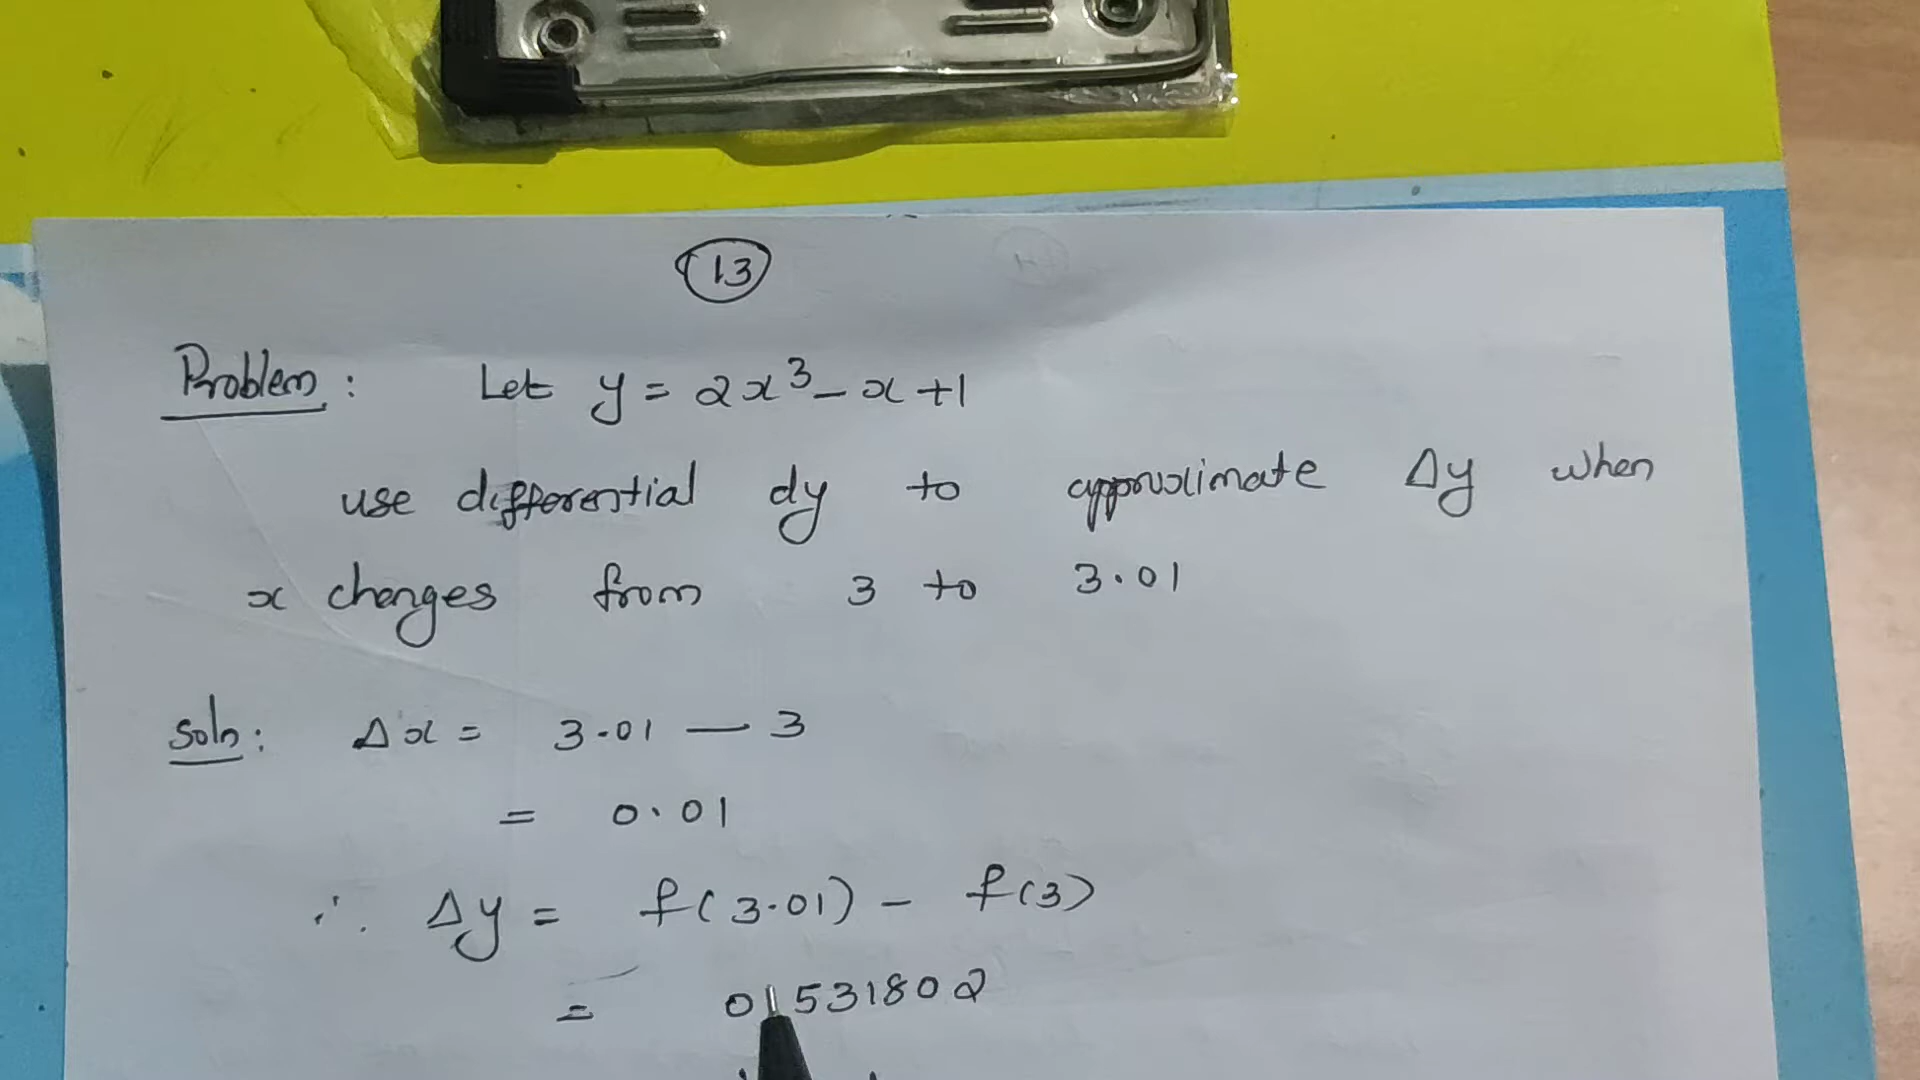 13
Problem: Let y = 2x³ - x + 1
use differential dy to approximate Δy when
x changes from 3 to 3.01
Soln: Δx = 3.01 - 3
= 0.01
∴ Δy = f(3.01) - f(3)
= 0.531802